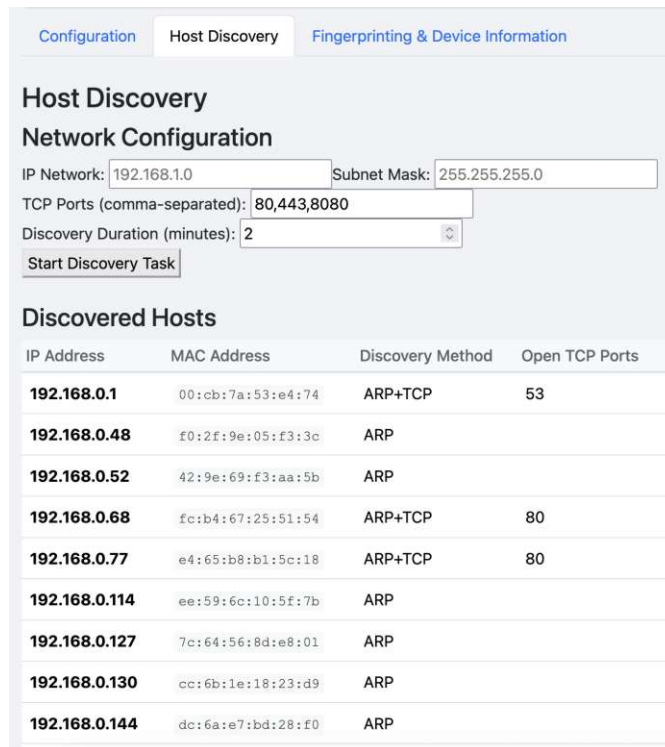 Configuration Host Discovery Fingerprinting & Device Information
Host Discovery
Network Configuration
IP Network: 192.168.1.0 Subnet Mask: 255.255.255.0
TCP Ports (comma-separated): 80,443,8080
Discovery Duration (minutes): 2
Start Discovery Task
Discovered Hosts
IP Address MAC Address Discovery Method Open TCP Ports
192.168.0.1 00:cb:7a:53:e4:74 ARP+TCP 53
192.168.0.48 f0:2f:9e:05:f3:3c ARP
192.168.0.52 42:9e:69:f3:aa:5b ARP
192.168.0.68 fc:b4:67:25:51:54 ARP+TCP 80
192.168.0.77 e4:65:b8:b1:5c:18 ARP+TCP 80
192.168.0.114 ee:59:6c:10:5f:7b ARP
192.168.0.127 7c:64:56:8d:e8:01 ARP
192.168.0.130 cc:6b:1e:18:23:d9 ARP
192.168.0.144 dc:6a:e7:bd:28:f0 ARP